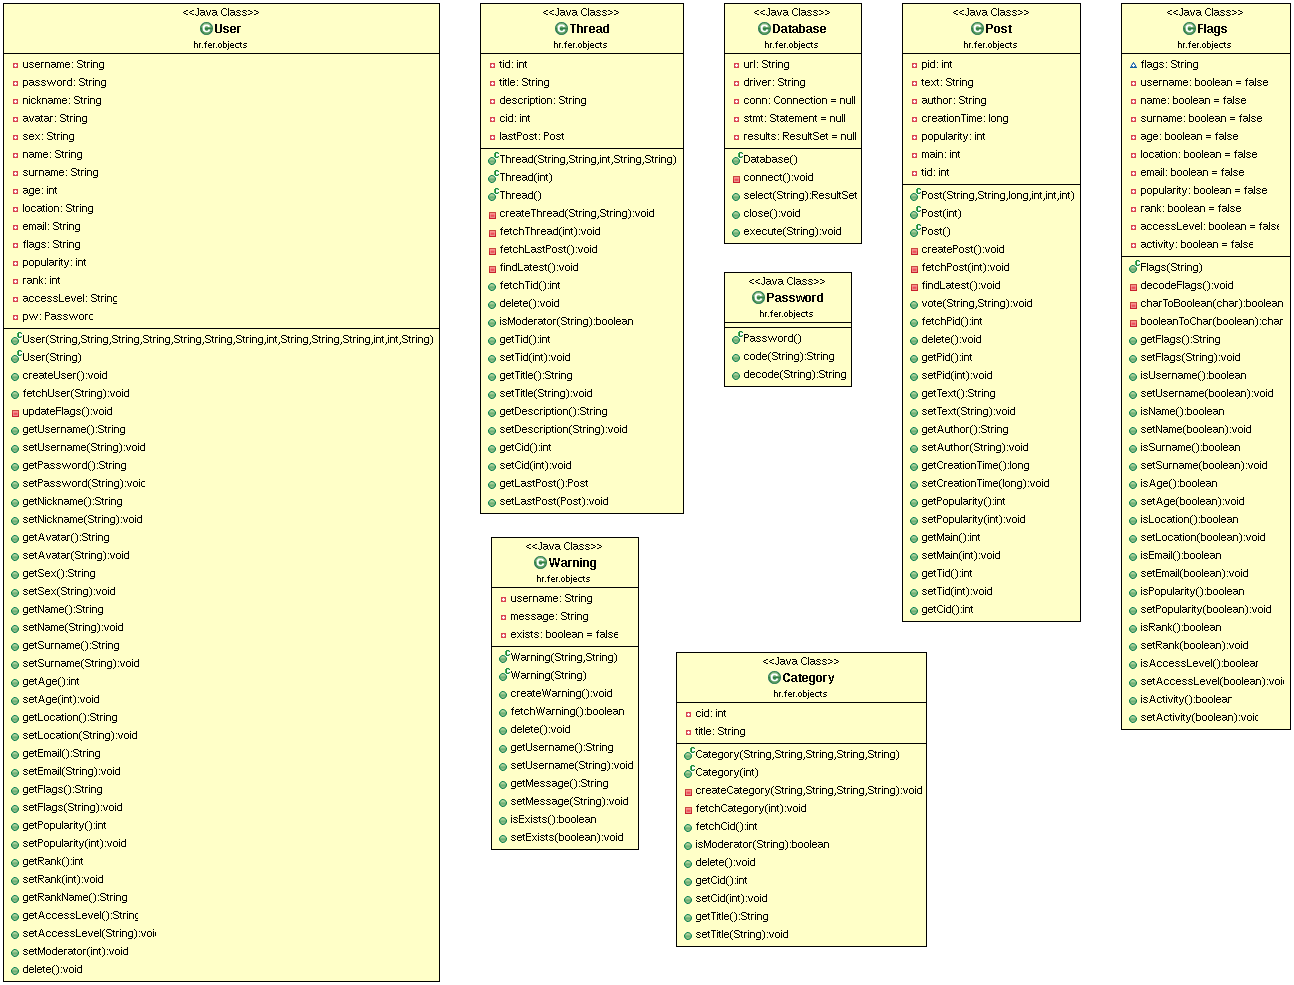 <<Java Class>>
User
hr.fer.objects
username: String
password: String
nickname: String
avatar: String
sex: String
name: String
surname: String
age: int
location: String
email: String
flags: String
popularity: int
rank: int
accessLevel: String
pw: Password
User(String,String,String,String,String,String,String,int,String,String,String,int,int,String)
User(String)
createUser():void
fetchUser(String):void
updateFlags():void
getUsername():String
setUsername(String):void
getPassword():String
setPassword(String):void
getNickname():String
setNickname(String):void
getAvatar():String
setAvatar(String):void
getSex():String
setSex(String):void
getName():String
setName(String):void
getSurname():String
setSurname(String):void
getAge():int
setAge(int):void
getLocation():String
setLocation(String):void
getEmail():String
setEmail(String):void
getFlags():String
setFlags(String):void
getPopularity():int
setPopularity(int):void
getRank():int
setRank(int):void
getRankName():String
getAccessLevel():String
setAccessLevel(String):void
setModerator(int):void
delete():void
<<Java Class>>
Thread
hr.fer.objects
tid: int
title: String
description: String
cid: int
lastPost: Post
Thread(String,String,int,String,String)
Thread(int)
Thread()
createThread(String,String):void
fetchThread(int):void
fetchLastPost():void
findLatest():void
fetchTid():int
delete():void
isModerator(String):boolean
getTid():int
setTid(int):void
getTitle():String
setTitle(String):void
getDescription():String
setDescription(String):void
getCid():int
setCid(int):void
getLastPost():Post
setLastPost(Post):void
<<Java Class>>
Warning
hr.fer.objects
username: String
message: String
exists: boolean = false
Warning(String,String)
Warning(String)
createWarning():void
fetchWarning():boolean
delete():void
getUsername():String
setUsername(String):void
getMessage():String
setMessage(String):void
isExists():boolean
setExists(boolean):void
<<Java Class>>
Database
hr.fer.objects
url: String
driver: String
conn: Connection = null
stmt: Statement = null
results: ResultSet = null
Database()
connect():void
select(String):ResultSet
close():void
execute(String):void
<<Java Class>>
Password
hr.fer.objects
Password()
code(String):String
decode(String):String
<<Java Class>>
Category
hr.fer.objects
cid: int
title: String
Category(String,String,String,String,String)
Category(int)
createCategory(String,String,String,String):void
fetchCategory(int):void
fetchCid():int
isModerator(String):boolean
delete():void
getCid():int
setCid(int):void
getTitle():String
setTitle(String):void
<<Java Class>>
Post
hr.fer.objects
pid: int
text: String
author: String
creationTime: long
popularity: int
main: int
tid: int
Post(String,String,long,int,int,int)
Post(int)
Post()
createPost():void
fetchPost(int):void
findLatest():void
vote(String,String):void
fetchPid():int
delete():void
getPid():int
setPid(int):void
getText():String
setText(String):void
getAuthor():String
setAuthor(String):void
getCreationTime():long
setCreationTime(long):void
getPopularity():int
setPopularity(int):void
getMain():int
setMain(int):void
getTid():int
setTid(int):void
getCid():int
<<Java Class>>
Flags
hr.fer.objects
flags: String
username: boolean = false
name: boolean = false
surname: boolean = false
age: boolean = false
location: boolean = false
email: boolean = false
popularity: boolean = false
rank: boolean = false
accessLevel: boolean = false
activity: boolean = false
Flags(String)
decodeFlags():void
charToBoolean(char):boolean
booleanToChar(boolean):char
getFlags():String
setFlags(String):void
isUsername():boolean
setUsername(boolean):void
isName():boolean
setName(boolean):void
isSurname():boolean
setSurname(boolean):void
isAge():boolean
setAge(boolean):void
isLocation():boolean
setLocation(boolean):void
isEmail():boolean
setEmail(boolean):void
isPopularity():boolean
setPopularity(boolean):void
isRank():boolean
setRank(boolean):void
isAccessLevel():boolean
setAccessLevel(boolean):void
isActivity():boolean
setActivity(boolean):void